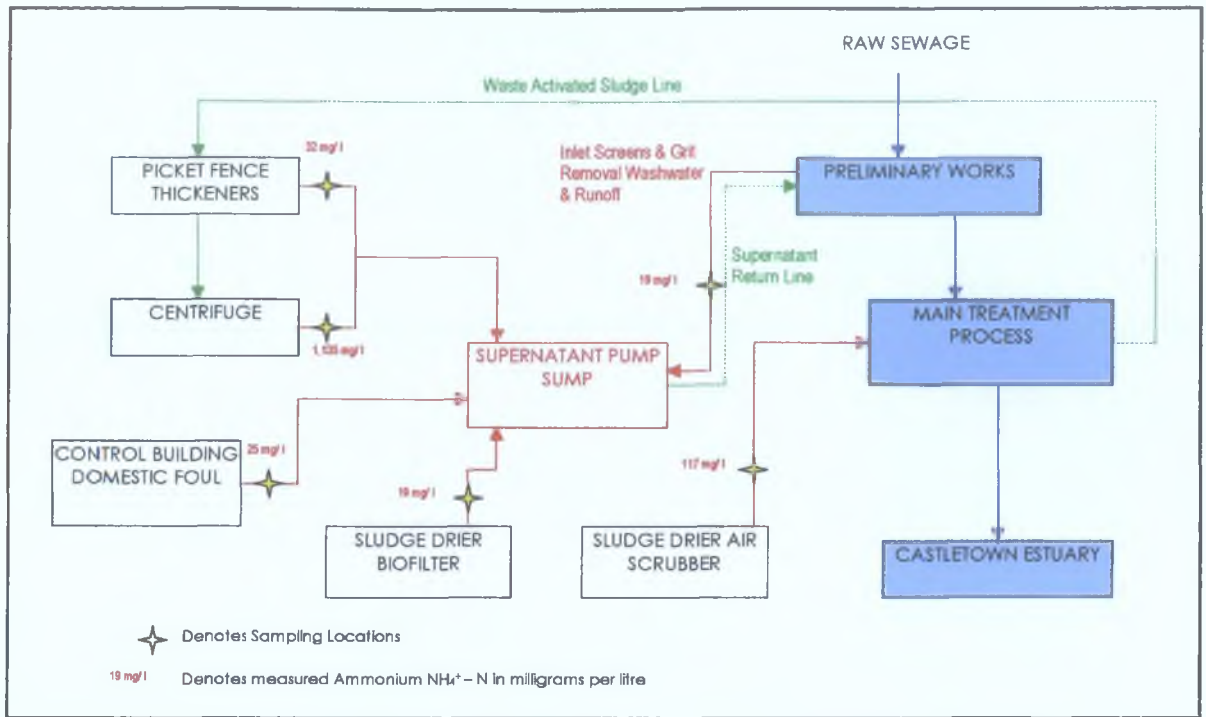 RAW SEWAGE
Waste Activated Sludge Line
32 mg/ l
PICKET FENCE
THICKENERS
Inlet Screens & Grit
Removal Washwater
& Runoff
PRELIMINARY WORKS
Supernatant
Return Line
19 mg/ l
CENTRIFUGE
mg/ l
MAIN TREATMENT
PROCESS
SUPERNATANT PUMP
SUMP
25 mg/ l
CONTROL BUILDING
DOMESTIC FOUL
19 mg/ l
117 mg/ l
SLUDGE DRIER
BIOFILTER
SLUDGE DRIER AIR
SCRUBBER
CASTLETOWN ESTUARY
Denotes Sampling Locations
19 mg/ l Denotes measured Ammonium NH₄⁺ – N in milligrams per litre